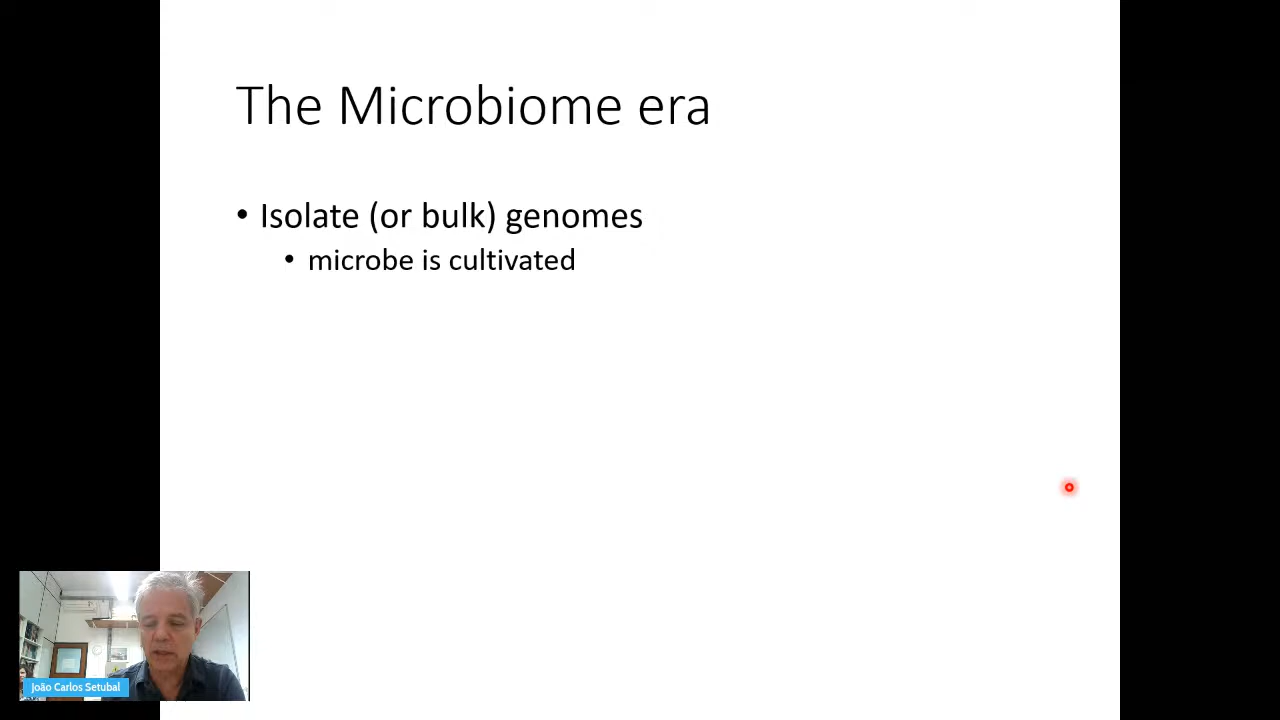 The Microbiome era
• Isolate (or bulk) genomes
• microbe is cultivated
João Carlos Setubal